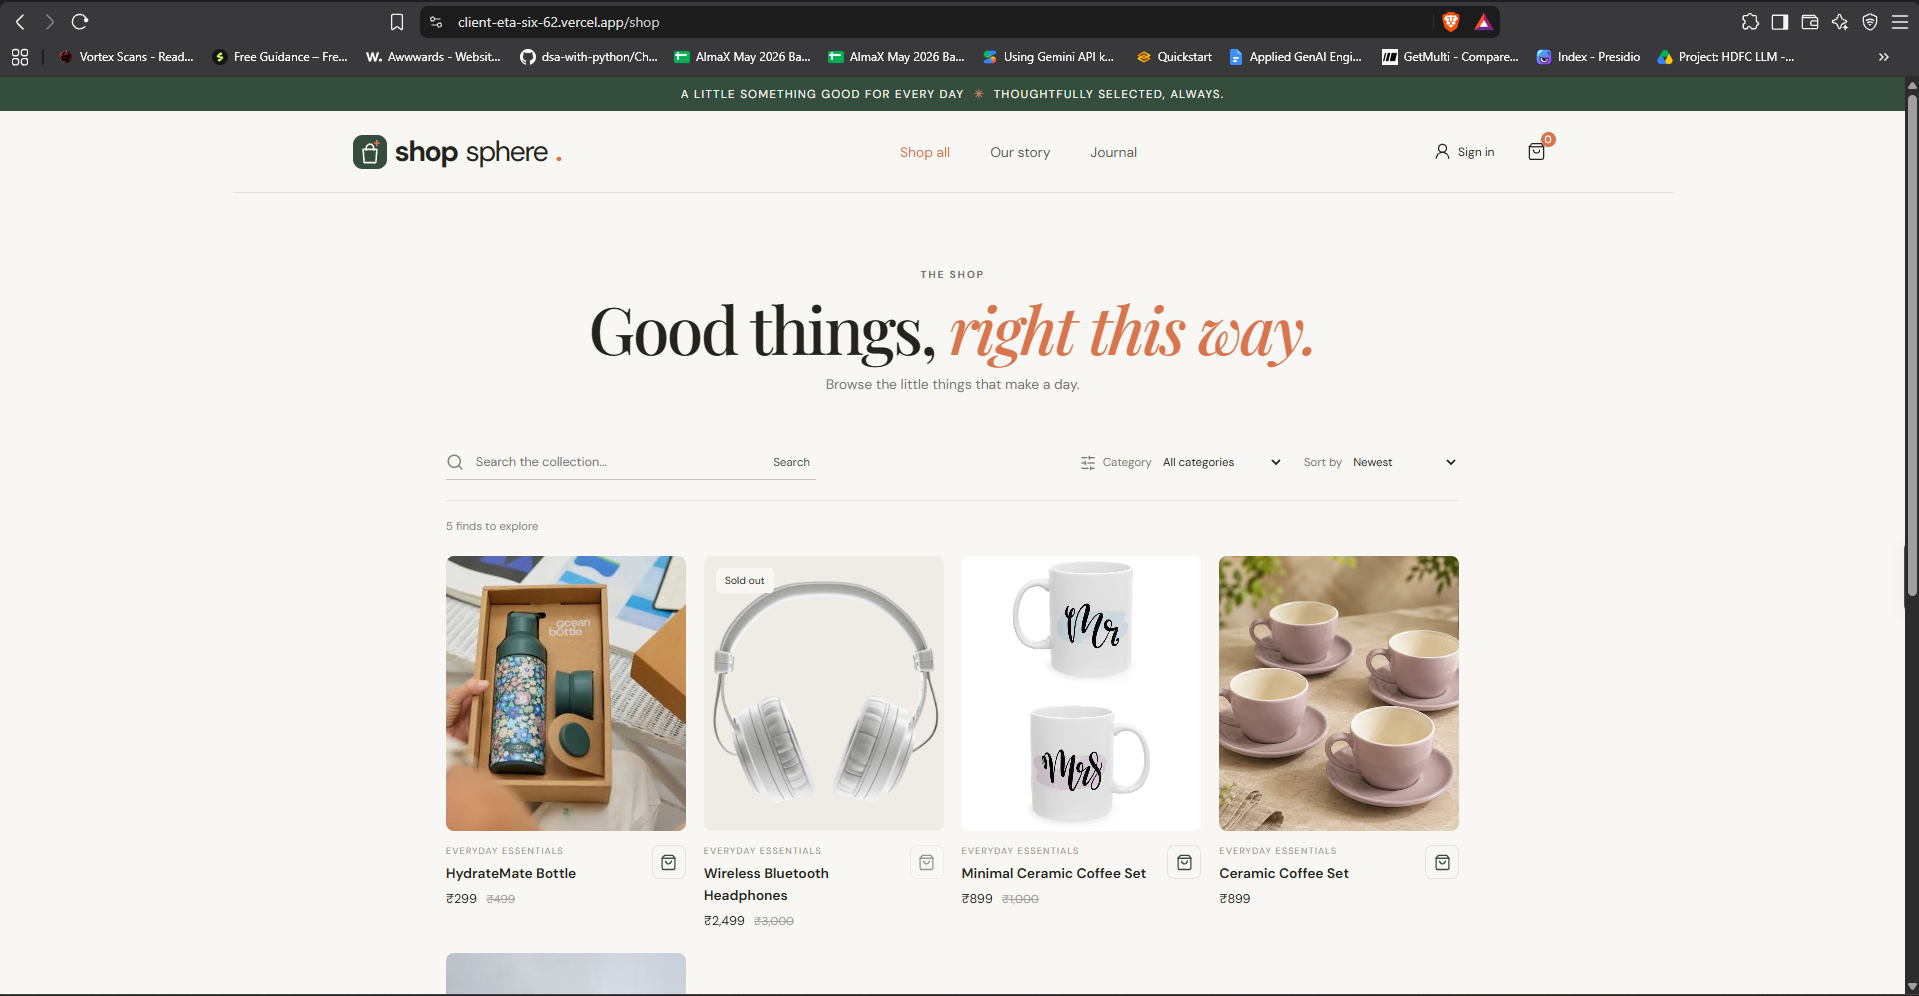 client-eta-six-62.vercel.app/shop
Vortex Scans - Read...
Free Guidance – Fre...
W. Awwwards - Websit...
dsa-with-python/Ch...
AlmaX May 2026 Ba...
AlmaX May 2026 Ba...
Using Gemini API k...
Quickstart
Applied GenAI Engi...
GetMulti - Compare...
Index - Presidio
Project: HDFC LLM -...
A LITTLE SOMETHING GOOD FOR EVERY DAY ✳ THOUGHTFULLY SELECTED, ALWAYS.
shop sphere .
Shop all
Our story
Journal
Sign in
0
THE SHOP
Good things, right this way.
Browse the little things that make a day.
Search the collection...
Search
Category All categories
Sort by Newest
5 finds to explore
ocean
bottle
Sold out
Mr
Mrs
EVERYDAY ESSENTIALS
HydrateMate Bottle
₹299 ₹499
EVERYDAY ESSENTIALS
Wireless Bluetooth
Headphones
₹2,499 ₹3,000
EVERYDAY ESSENTIALS
Minimal Ceramic Coffee Set
₹899 ₹1,000
EVERYDAY ESSENTIALS
Ceramic Coffee Set
₹899